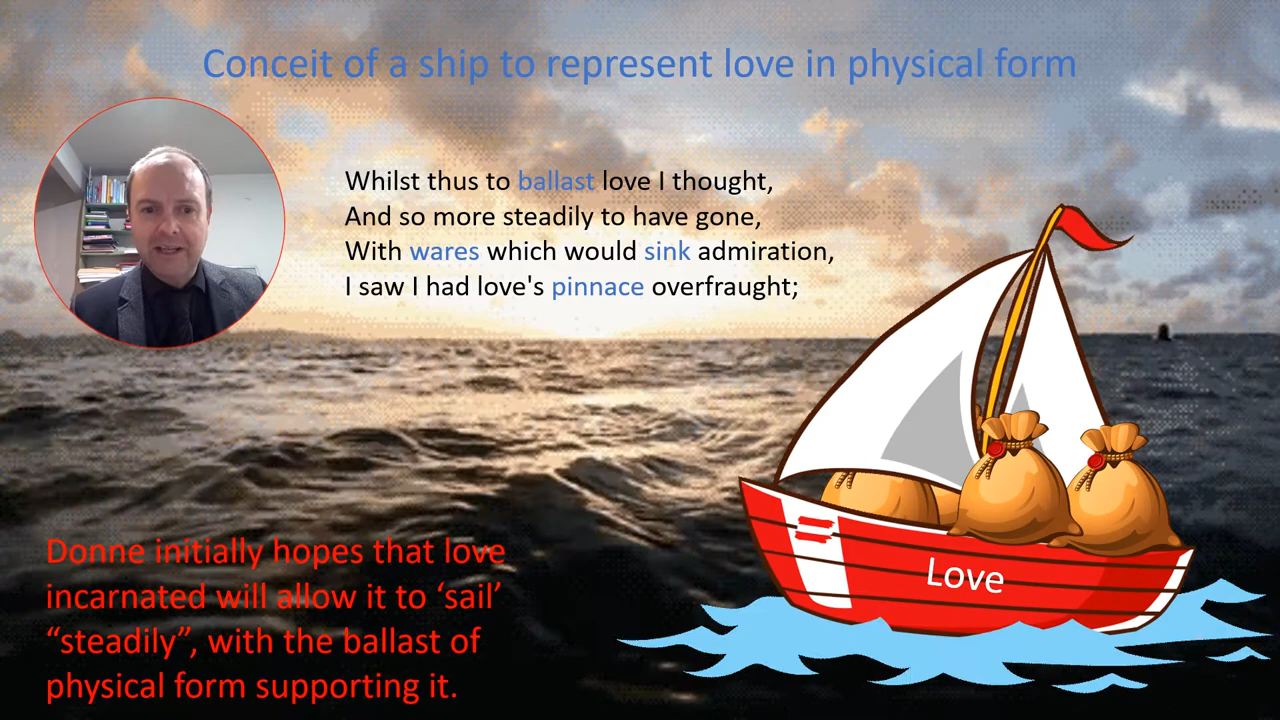 Conceit of a ship to represent love in physical form
Whilst thus to ballast love I thought,
And so more steadily to have gone,
With wares which would sink admiration,
I saw I had love's pinnace overfraught;
Love
Donne initially hopes that love
incarnated will allow it to ‘sail’
“steadily”, with the ballast of
physical form supporting it.